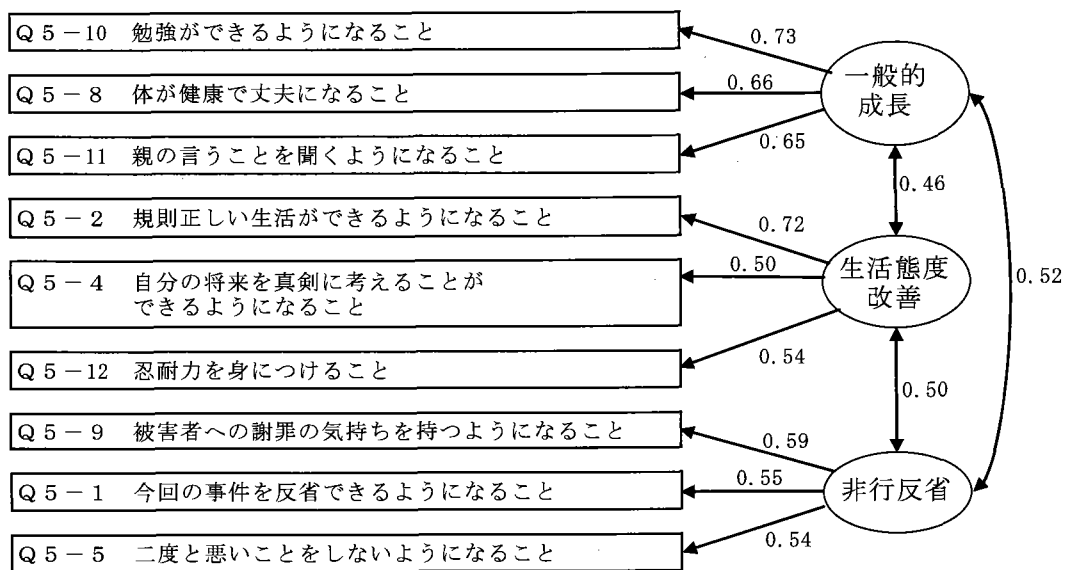 Q5-10 勉強ができるようになること
0.73
一般的
成長
Q5-8 体が健康で丈夫になること
0.66
Q5-11 親の言うことを聞くようになること
0.65
0.46
Q5-2 規則正しい生活ができるようになること
0.72
生活態度
改善
Q5-4 自分の将来を真剣に考えることが
できるようになること
0.50
0.52
Q5-12 忍耐力を身につけること
0.54
0.50
Q5-9 被害者への謝罪の気持ちを持つようになること
0.59
非行反省
Q5-1 今回の事件を反省できるようになること
0.55
Q5-5 二度と悪いことをしないようになること
0.54